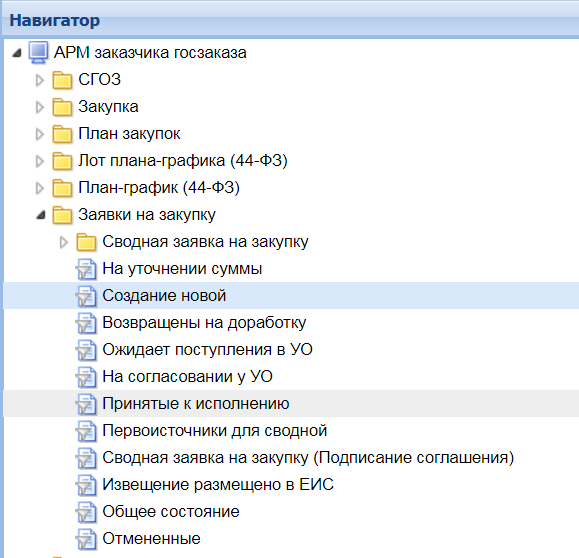 Навигатор
АРМ заказчика госзаказа
СГОЗ
Закупка
План закупок
Лот плана-графика (44-ФЗ)
План-график (44-ФЗ)
Заявки на закупку
Сводная заявка на закупку
На уточнении суммы
Создание новой
Возвращены на доработку
Ожидает поступления в УО
На согласовании у УО
Принятые к исполнению
Первоисточники для сводной
Сводная заявка на закупку (Подписание соглашения)
Извещение размещено в ЕИС
Общее состояние
Отмененные